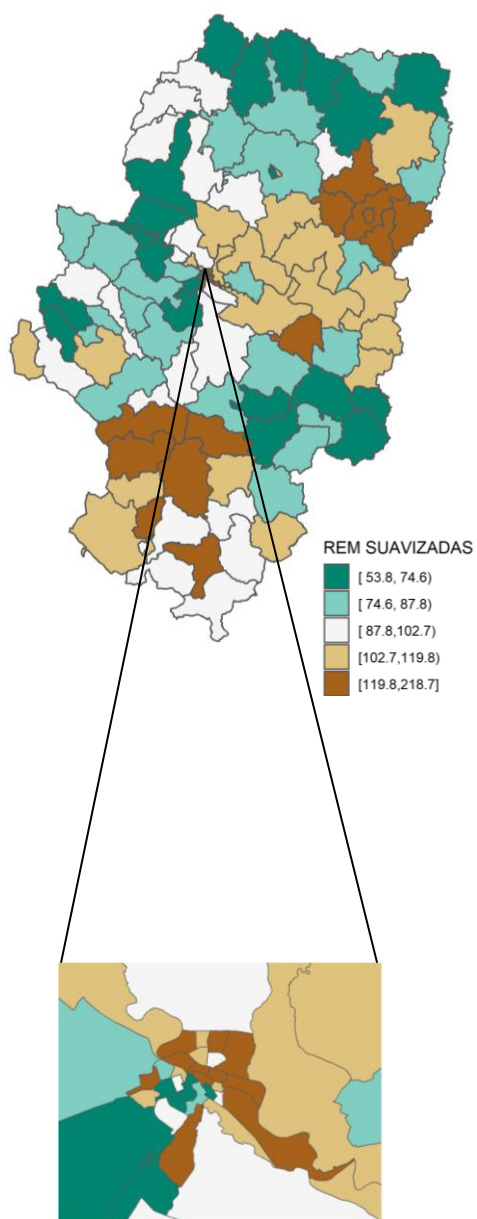 REM SUAVIZADAS
[ 53.8, 74.6)
[ 74.6, 87.8)
[ 87.8,102.7)
[102.7,119.8)
[119.8,218.7]